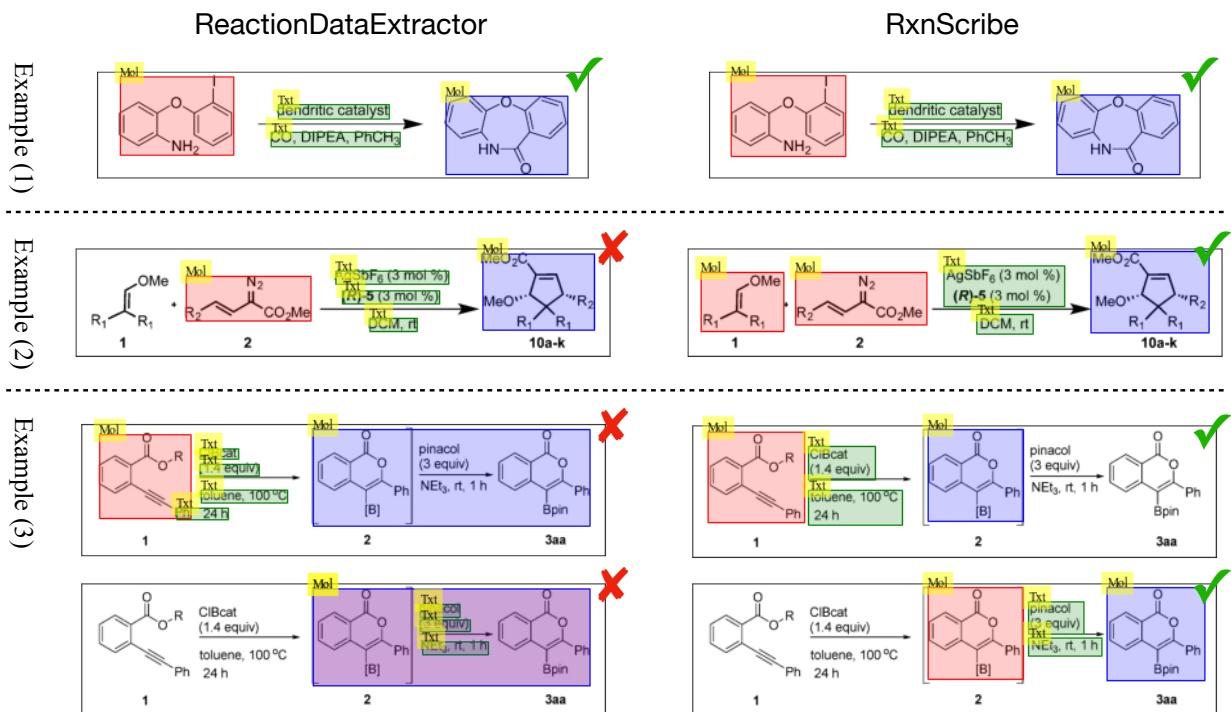 ReactionDataExtractor
RxnScribe
Example (1)
Mol
I
O
NH2
Txt
dendritic catalyst
Txt
CO, DIPEA, PhCH3
Mol
O
HN
O
Mol
I
O
NH2
Txt
dendritic catalyst
Txt
CO, DIPEA, PhCH3
Mol
O
HN
O
Example (2)
OMe
R1
R1
1
+
Mol
N2
R2
CO2Me
2
Txt
AgSbF6 (3 mol %)
Txt
(R)-5 (3 mol %)
Txt
DCM, rt
Mol
MeO2C
MeO
R2
R1
R1
10a-k
Mol
OMe
R1
R1
1
+
Mol
N2
R2
CO2Me
2
Txt
AgSbF6 (3 mol %)
(R)-5 (3 mol %)
Txt
DCM, rt
Mol
MeO2C
MeO
R2
R1
R1
10a-k
Example (3)
Mol
O
O
R
1
Txt
Txt
(1.4 equiv)
Txt
toluene, 100 °C
Txt
24 h
Mol
O
O
Ph
[B]
2
pinacol
(3 equiv)
NEt3, rt, 1 h
O
O
Ph
Bpin
3aa
Mol
O
O
R
Ph
1
Txt
ClBcat
(1.4 equiv)
Txt
toluene, 100 °C
24 h
Mol
O
O
Ph
[B]
2
pinacol
(3 equiv)
NEt3, rt, 1 h
O
O
Ph
Bpin
3aa
O
O
R
Ph
1
ClBcat
(1.4 equiv)
toluene, 100 °C
24 h
Mol
O
O
Ph
[B]
2
Txt
Txt
Txt
rt, 1 h
O
O
Ph
Bpin
3aa
O
O
R
Ph
1
ClBcat
(1.4 equiv)
toluene, 100 °C
24 h
Mol
O
O
Ph
[B]
2
Txt
pinacol
(3 equiv)
Txt
NEt3, rt, 1 h
Mol
O
O
Ph
Bpin
3aa